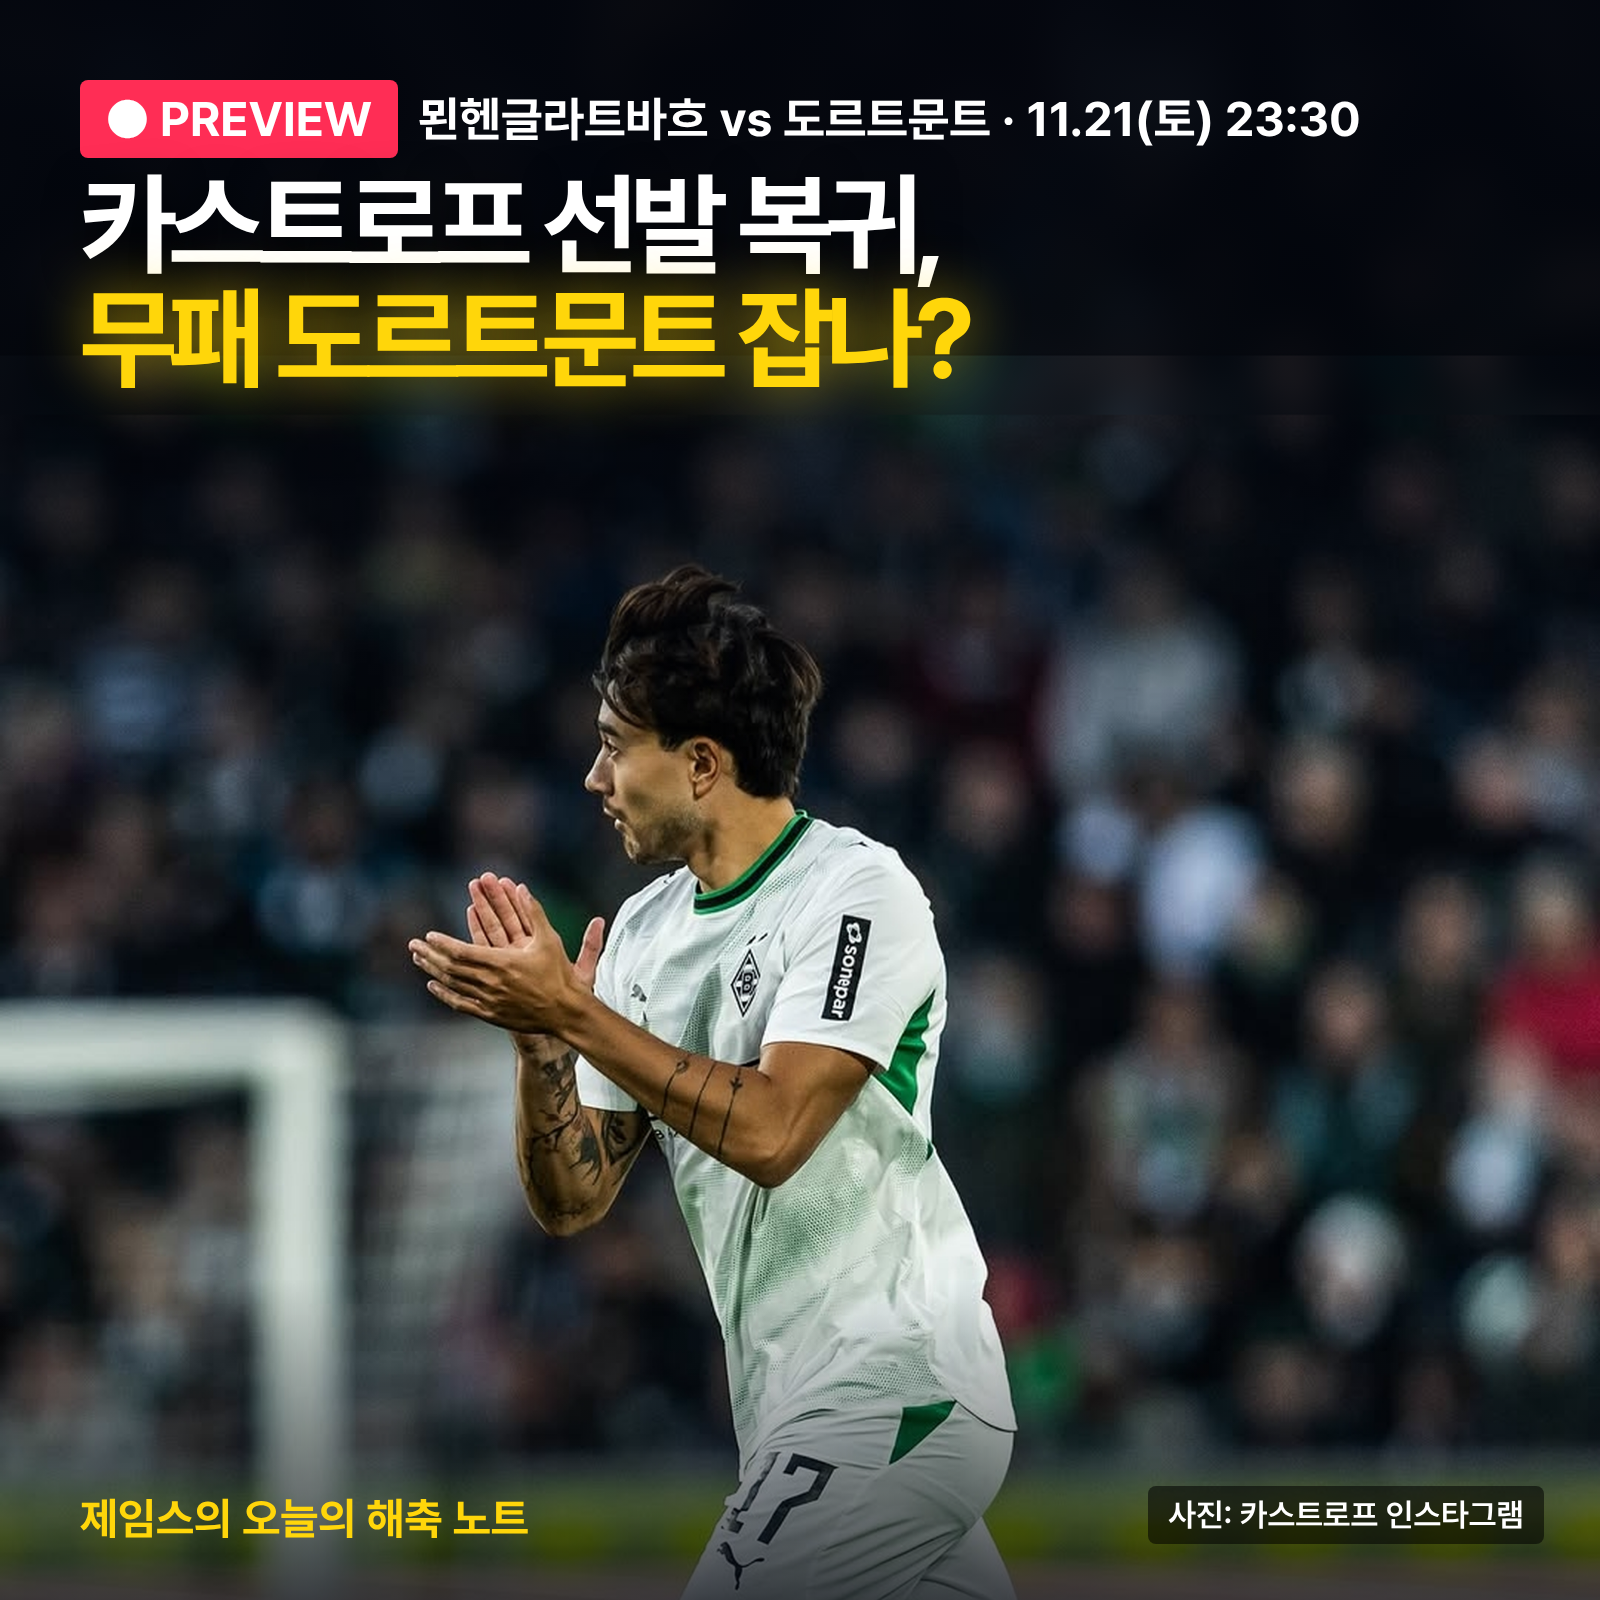 PREVIEW 묀헨글라트바흐 vs 도르트문트 · 11.21(토) 23:30
카스트로프 선발 복귀,
무패 도르트문트 잡나?
sonepar
B
17
제임스의 오늘의 해축 노트
사진: 카스트로프 인스타그램